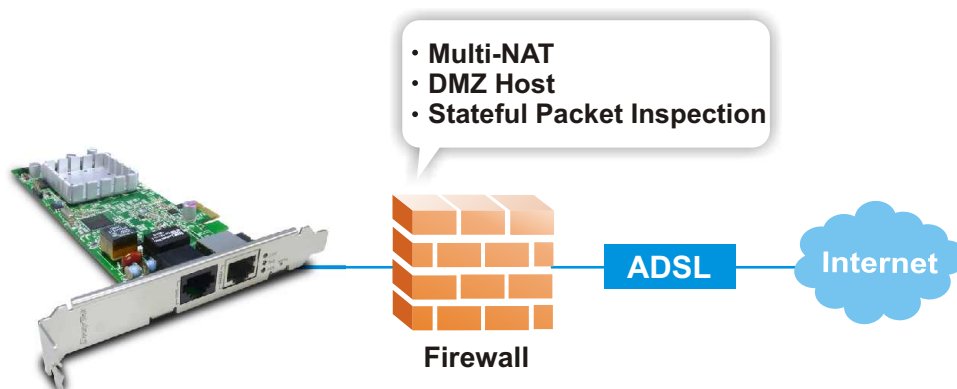 · Multi-NAT
· DMZ Host
· Stateful Packet Inspection
ADSL
Internet
Firewall